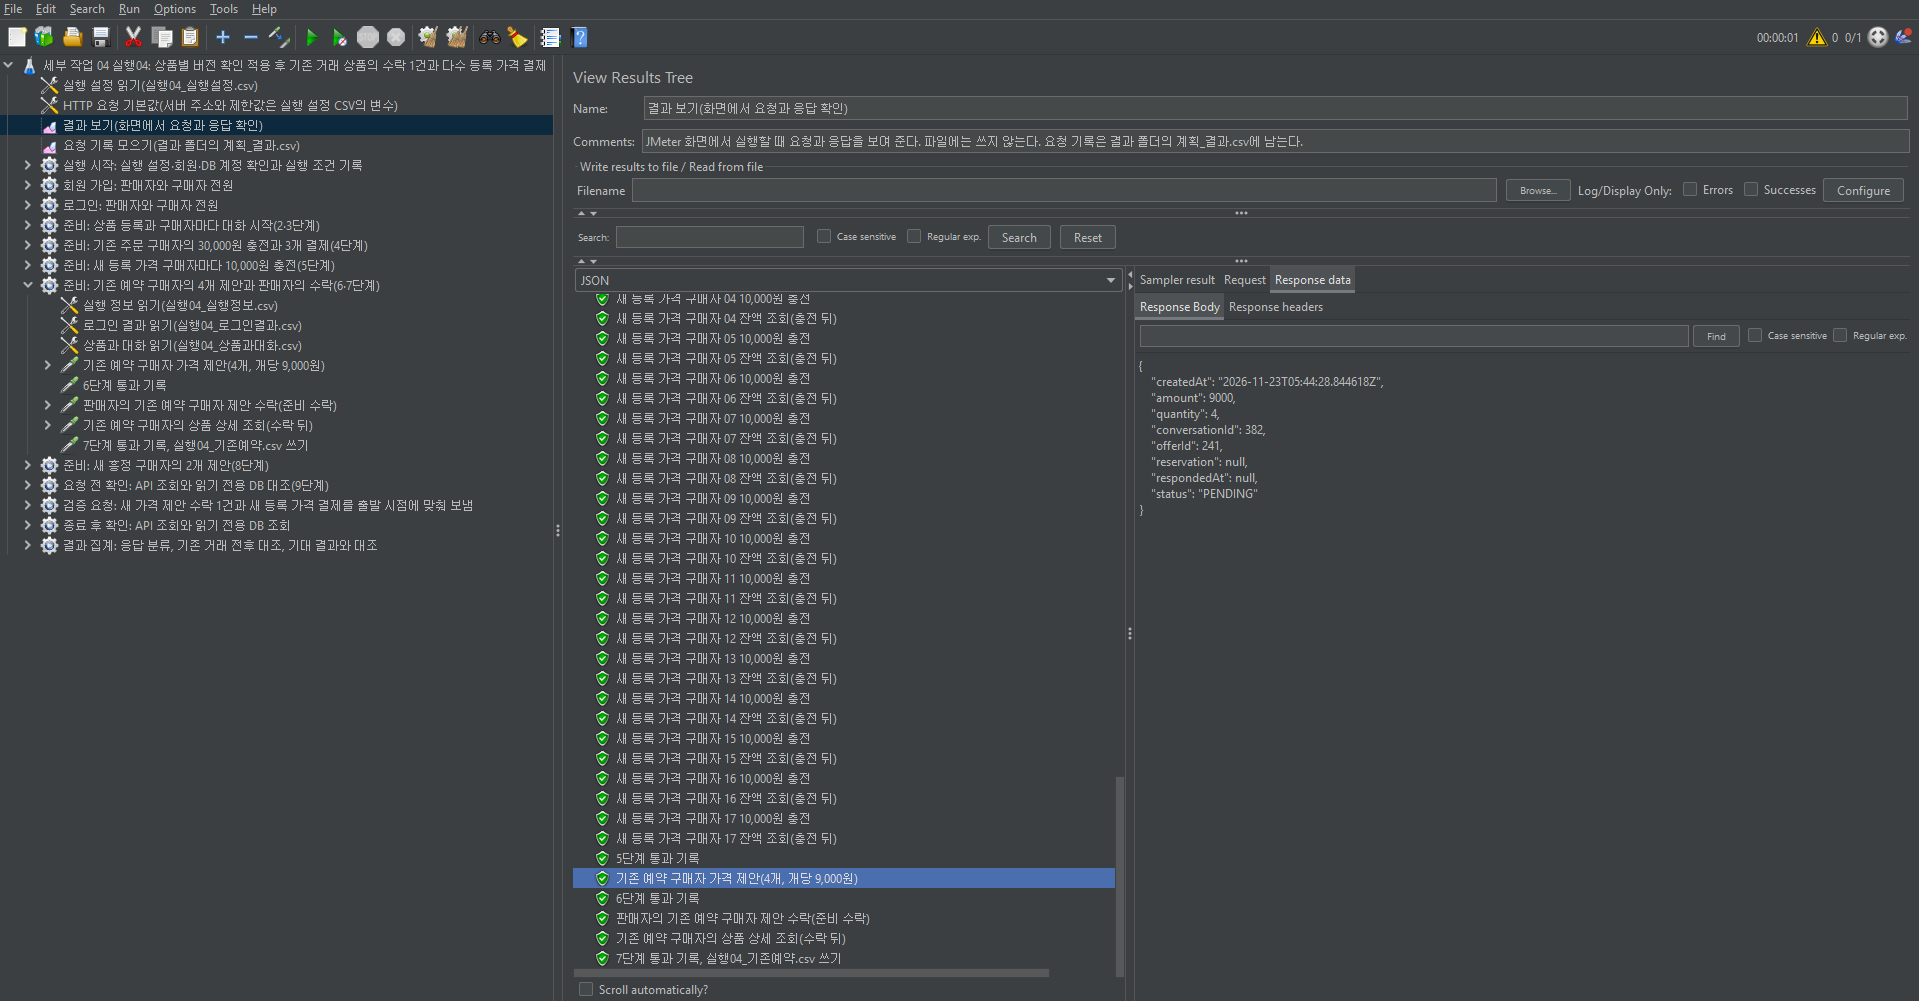 File Edit Search Run Options Tools Help
00:00:01 0 0/1
세부 작업 04 실행04: 상품별 버전 확인 적용 후 기존 거래 상품의 수락 1건과 다수 등록 가격 결제
실행 설정 읽기(실행04_실행설정.csv)
HTTP 요청 기본값(서버 주소와 제한값은 실행 설정 CSV의 변수)
결과 보기(화면에서 요청과 응답 확인)
요청 기록 모으기(결과 폴더의 계획_결과.csv)
실행 시작: 실행 설정·회원·DB 계정 확인과 실행 조건 기록
회원 가입: 판매자와 구매자 전원
로그인: 판매자와 구매자 전원
준비: 상품 등록과 구매자마다 대화 시작(2·3단계)
준비: 기존 주문 구매자의 30,000원 충전과 3개 결제(4단계)
준비: 새 등록 가격 구매자마다 10,000원 충전(5단계)
준비: 기존 예약 구매자의 4개 제안과 판매자의 수락(6·7단계)
실행 정보 읽기(실행04_실행정보.csv)
로그인 결과 읽기(실행04_로그인결과.csv)
상품과 대화 읽기(실행04_상품과대화.csv)
기존 예약 구매자 가격 제안(4개, 개당 9,000원)
6단계 통과 기록
판매자의 기존 예약 구매자 제안 수락(준비 수락)
기존 예약 구매자의 상품 상세 조회(수락 뒤)
7단계 통과 기록, 실행04_기존예약.csv 쓰기
준비: 새 흥정 구매자의 2개 제안(8단계)
요청 전 확인: API 조회와 읽기 전용 DB 대조(9단계)
검증 요청: 새 가격 제안 수락 1건과 새 등록 가격 결제를 출발 시점에 맞춰 보냄
종료 후 확인: API 조회와 읽기 전용 DB 조회
결과 집계: 응답 분류, 기존 거래 전후 대조, 기대 결과와 대조
View Results Tree
Name: 결과 보기(화면에서 요청과 응답 확인)
Comments: JMeter 화면에서 실행할 때 요청과 응답을 보여 준다. 파일에는 쓰지 않는다. 요청 기록은 결과 폴더의 계획_결과.csv에 남는다.
Write results to file / Read from file
Filename Browse... Log/Display Only: Errors Successes Configure
Search: Case sensitive Regular exp. Search Reset
JSON
새 등록 가격 구매자 04 10,000원 충전
새 등록 가격 구매자 04 잔액 조회(충전 뒤)
새 등록 가격 구매자 05 10,000원 충전
새 등록 가격 구매자 05 잔액 조회(충전 뒤)
새 등록 가격 구매자 06 10,000원 충전
새 등록 가격 구매자 06 잔액 조회(충전 뒤)
새 등록 가격 구매자 07 10,000원 충전
새 등록 가격 구매자 07 잔액 조회(충전 뒤)
새 등록 가격 구매자 08 10,000원 충전
새 등록 가격 구매자 08 잔액 조회(충전 뒤)
새 등록 가격 구매자 09 10,000원 충전
새 등록 가격 구매자 09 잔액 조회(충전 뒤)
새 등록 가격 구매자 10 10,000원 충전
새 등록 가격 구매자 10 잔액 조회(충전 뒤)
새 등록 가격 구매자 11 10,000원 충전
새 등록 가격 구매자 11 잔액 조회(충전 뒤)
새 등록 가격 구매자 12 10,000원 충전
새 등록 가격 구매자 12 잔액 조회(충전 뒤)
새 등록 가격 구매자 13 10,000원 충전
새 등록 가격 구매자 13 잔액 조회(충전 뒤)
새 등록 가격 구매자 14 10,000원 충전
새 등록 가격 구매자 14 잔액 조회(충전 뒤)
새 등록 가격 구매자 15 10,000원 충전
새 등록 가격 구매자 15 잔액 조회(충전 뒤)
새 등록 가격 구매자 16 10,000원 충전
새 등록 가격 구매자 16 잔액 조회(충전 뒤)
새 등록 가격 구매자 17 10,000원 충전
새 등록 가격 구매자 17 잔액 조회(충전 뒤)
5단계 통과 기록
기존 예약 구매자 가격 제안(4개, 개당 9,000원)
6단계 통과 기록
판매자의 기존 예약 구매자 제안 수락(준비 수락)
기존 예약 구매자의 상품 상세 조회(수락 뒤)
7단계 통과 기록, 실행04_기존예약.csv 쓰기
Scroll automatically?
Sampler result Request Response data
Response Body Response headers
Find Case sensitive Regular exp.
{
"createdAt": "2026-11-23T05:44:28.844618Z",
"amount": 9000,
"quantity": 4,
"conversationId": 382,
"offerId": 241,
"reservation": null,
"respondedAt": null,
"status": "PENDING"
}